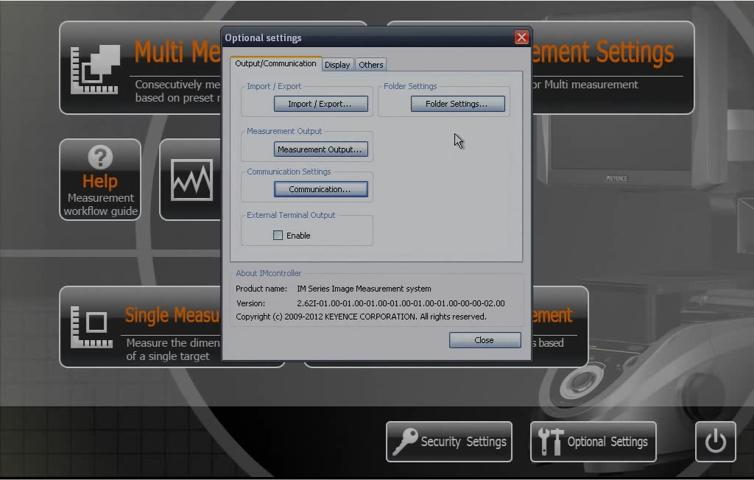 Multi Me
ement Settings
Consecutively me
based on preset r
or Multi measurement
Optional settings
Output/Communication Display Others
Import / Export
Import / Export...
Folder Settings
Folder Settings...
Measurement Output
Measurement Output...
Communication Settings
Communication...
External Terminal Output
Enable
About IMcontroller
Product name: IM Series Image Measurement system
Version: 2.62I-01.00-01.00-01.00-01.00-01.00-01.00-00-00-02.00
Copyright (c) 2009-2012 KEYENCE CORPORATION. All rights reserved.
Close
?
Help
Measurement
workflow guide
KEYENCE
Single Measu
ement
Measure the dimen
of a single target
s based
Security Settings
Optional Settings